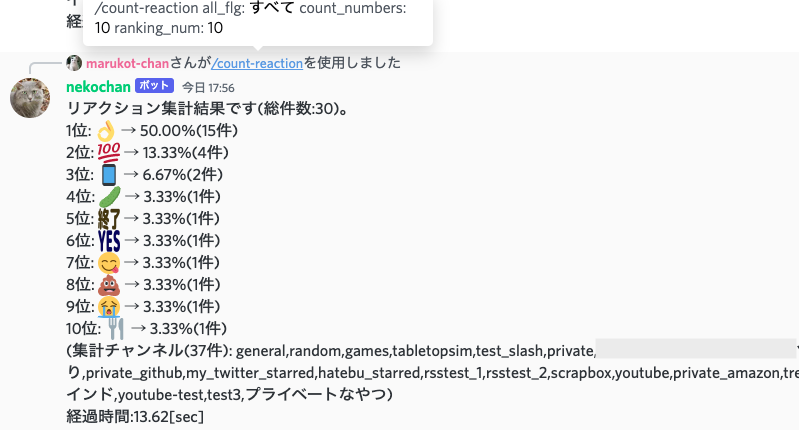 /count-reaction all_flg: すべて count_numbers:
10 ranking_num: 10
経
marukot-chanさんが/count-reactionを使用しました
nekochan ボット 今日 17:56
リアクション集計結果です(総件数:30)。
1位: 👌 → 50.00%(15件)
2位: 💯 → 13.33%(4件)
3位: 📱 → 6.67%(2件)
4位: 🥒 → 3.33%(1件)
5位: 終了 → 3.33%(1件)
6位: YES → 3.33%(1件)
7位: 😋 → 3.33%(1件)
8位: 💩 → 3.33%(1件)
9位: 😭 → 3.33%(1件)
10位: 🍴 → 3.33%(1件)
(集計チャンネル(37件): general,random,games,tabletopsim,test_slash,private,
り,private_github,my_twitter_starred,hatebu_starred,rsstest_1,rsstest_2,scrapbox,youtube,private_amazon,tre
インド,youtube-test,test3,プライベートなやつ)
経過時間:13.62[sec]